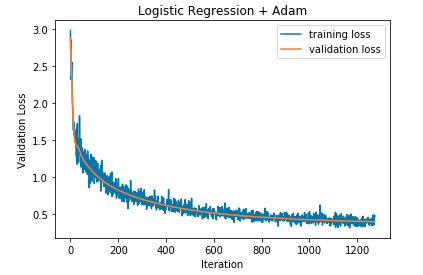 Logistic Regression + Adam
training loss
validation loss
Validation Loss
3.0
2.5
2.0
1.5
1.0
0.5
0 200 400 600 800 1000 1200
Iteration